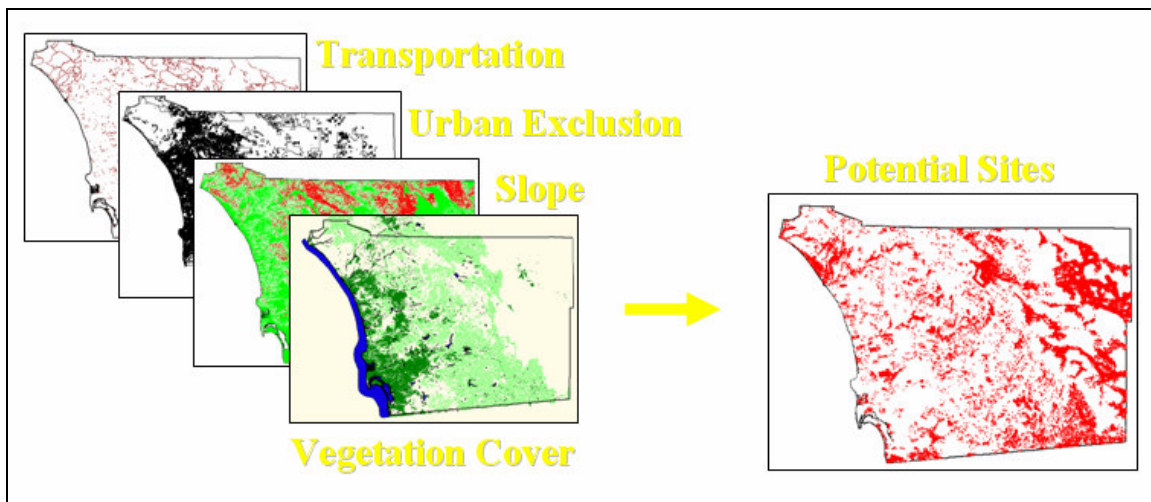 Transportation
Urban Exclusion
Slope
Vegetation Cover
Potential Sites